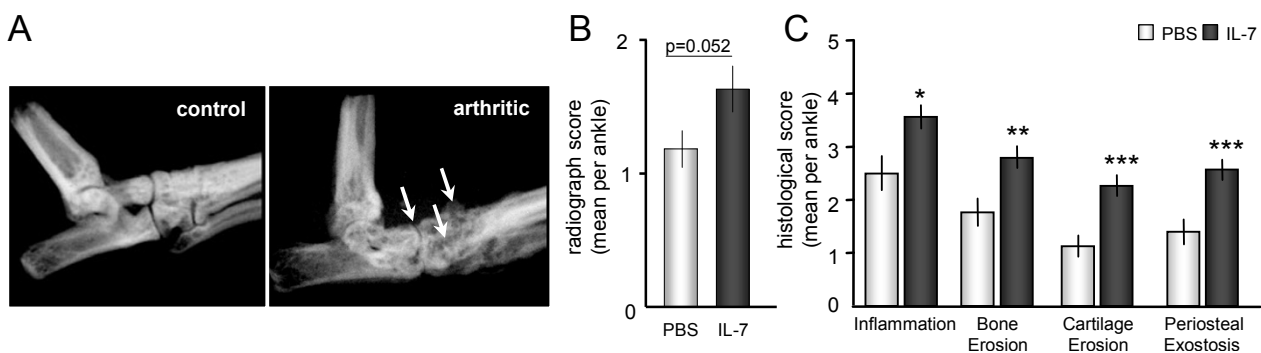 A
control
arthritic
B
radiograph score
(mean per ankle)
2
1
0
p=0.052
PBS IL-7
C
PBS IL-7
histological score
(mean per ankle)
5
4
3
2
1
0
*
**
***
***
Inflammation
Bone
Erosion
Cartilage
Erosion
Periosteal
Exostosis